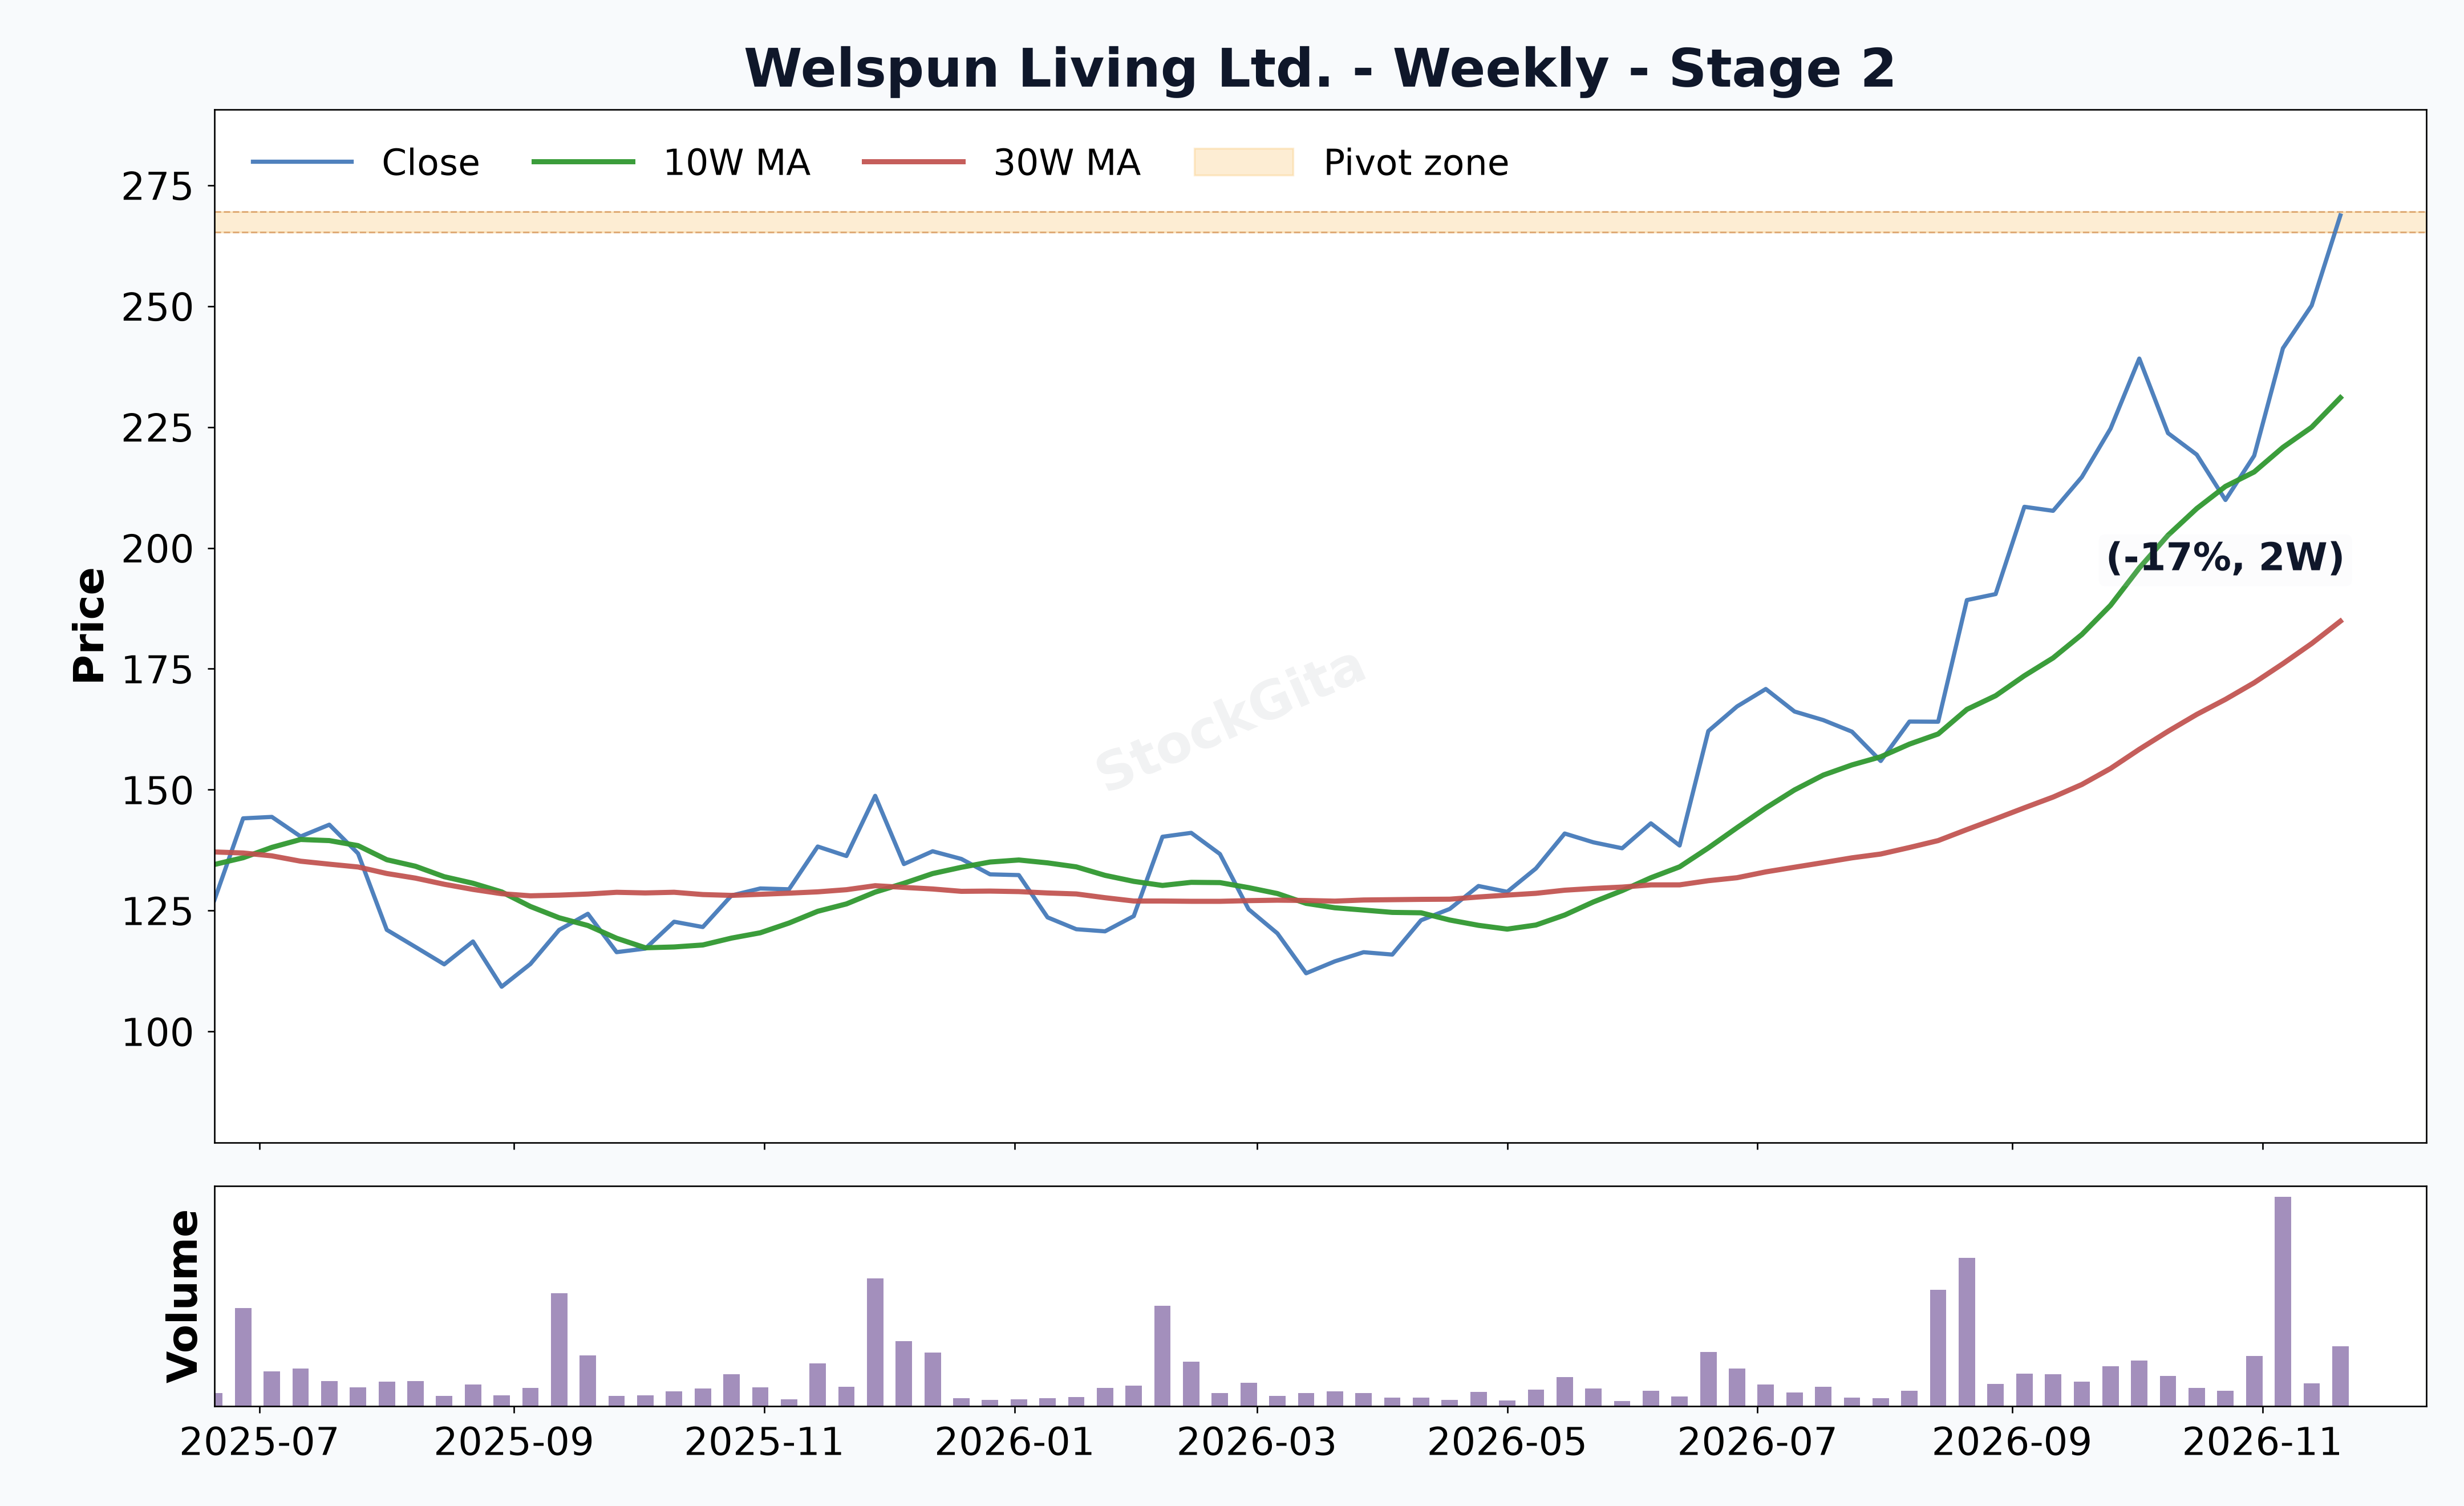 Welspun Living Ltd. - Weekly - Stage 2
Close 10W MA 30W MA Pivot zone
275
250
225
200
175
150
125
100
Price
(-17%, 2W)
StockGita
Volume
2025-07 2025-09 2025-11 2026-01 2026-03 2026-05 2026-07 2026-09 2026-11